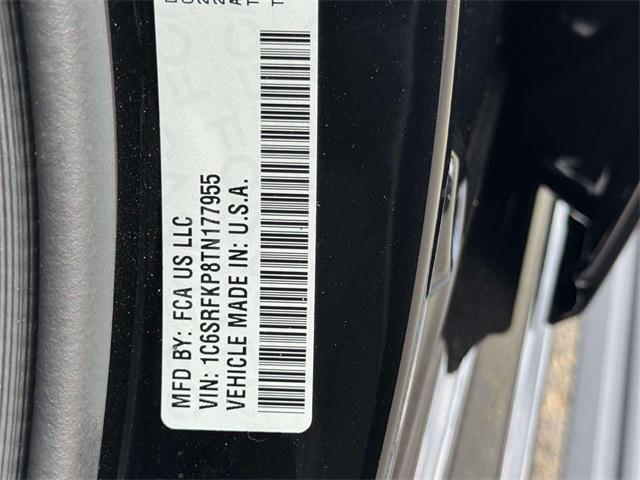 MFD BY: FCA US LLC
VIN: 1C6SRFKP8TN177955
VEHICLE MADE IN: U.S.A.